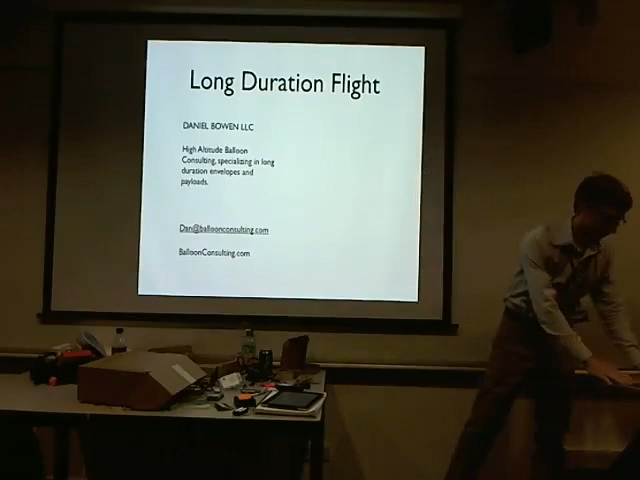 Long Duration Flight
DANIEL BOWEN LLC
High Altitude Balloon
Consulting, specializing in long
duration envelopes and
payloads.
Dan@balloonconsulting.com
BalloonConsulting.com